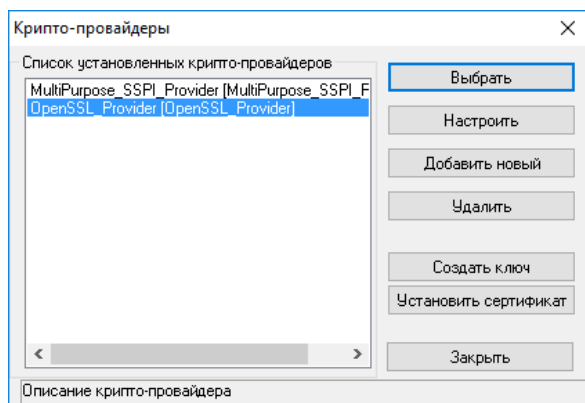 Крипто-провайдеры
Список установленных крипто-провайдеров
MultiPurpose_SSPI_Provider [MultiPurpose_SSPI_F
OpenSSL_Provider [OpenSSL_Provider]
Выбрать
Настроить
Добавить новый
Удалить
Создать ключ
Установить сертификат
Закрыть
Описание крипто-провайдера